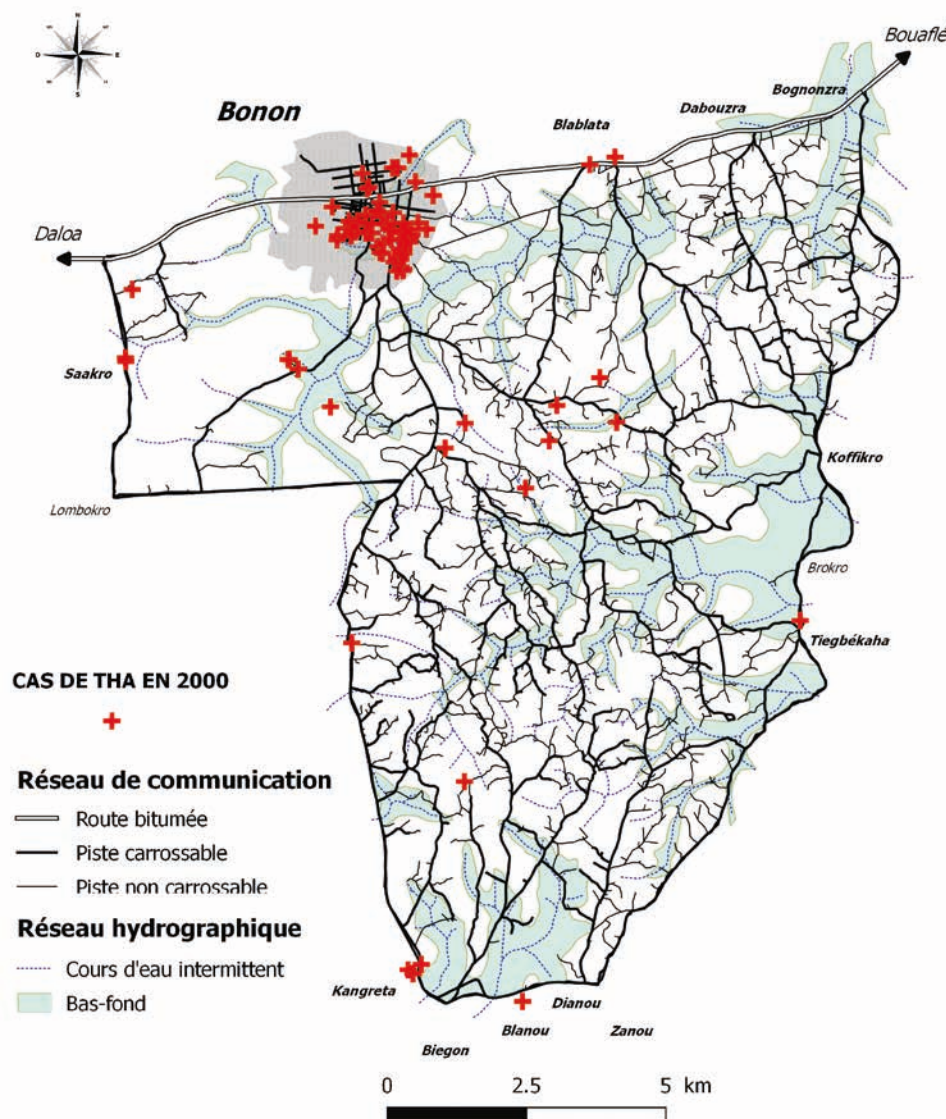 N
Bouaflé
Bognonzra
Dabouzra
Bonon
Blablata
O
E
S
Daloa
Saakro
Koffikro
Lombokro
Brokro
Tiegbékaha
CAS DE THA EN 2000
Réseau de communication
Route bitumée
Piste carrossable
Piste non carrossable
Réseau hydrographique
Cours d'eau intermittent
Bas-fond
Kangreta
Dianou
Blanou
Zanou
Biegon
0 2.5 5 km